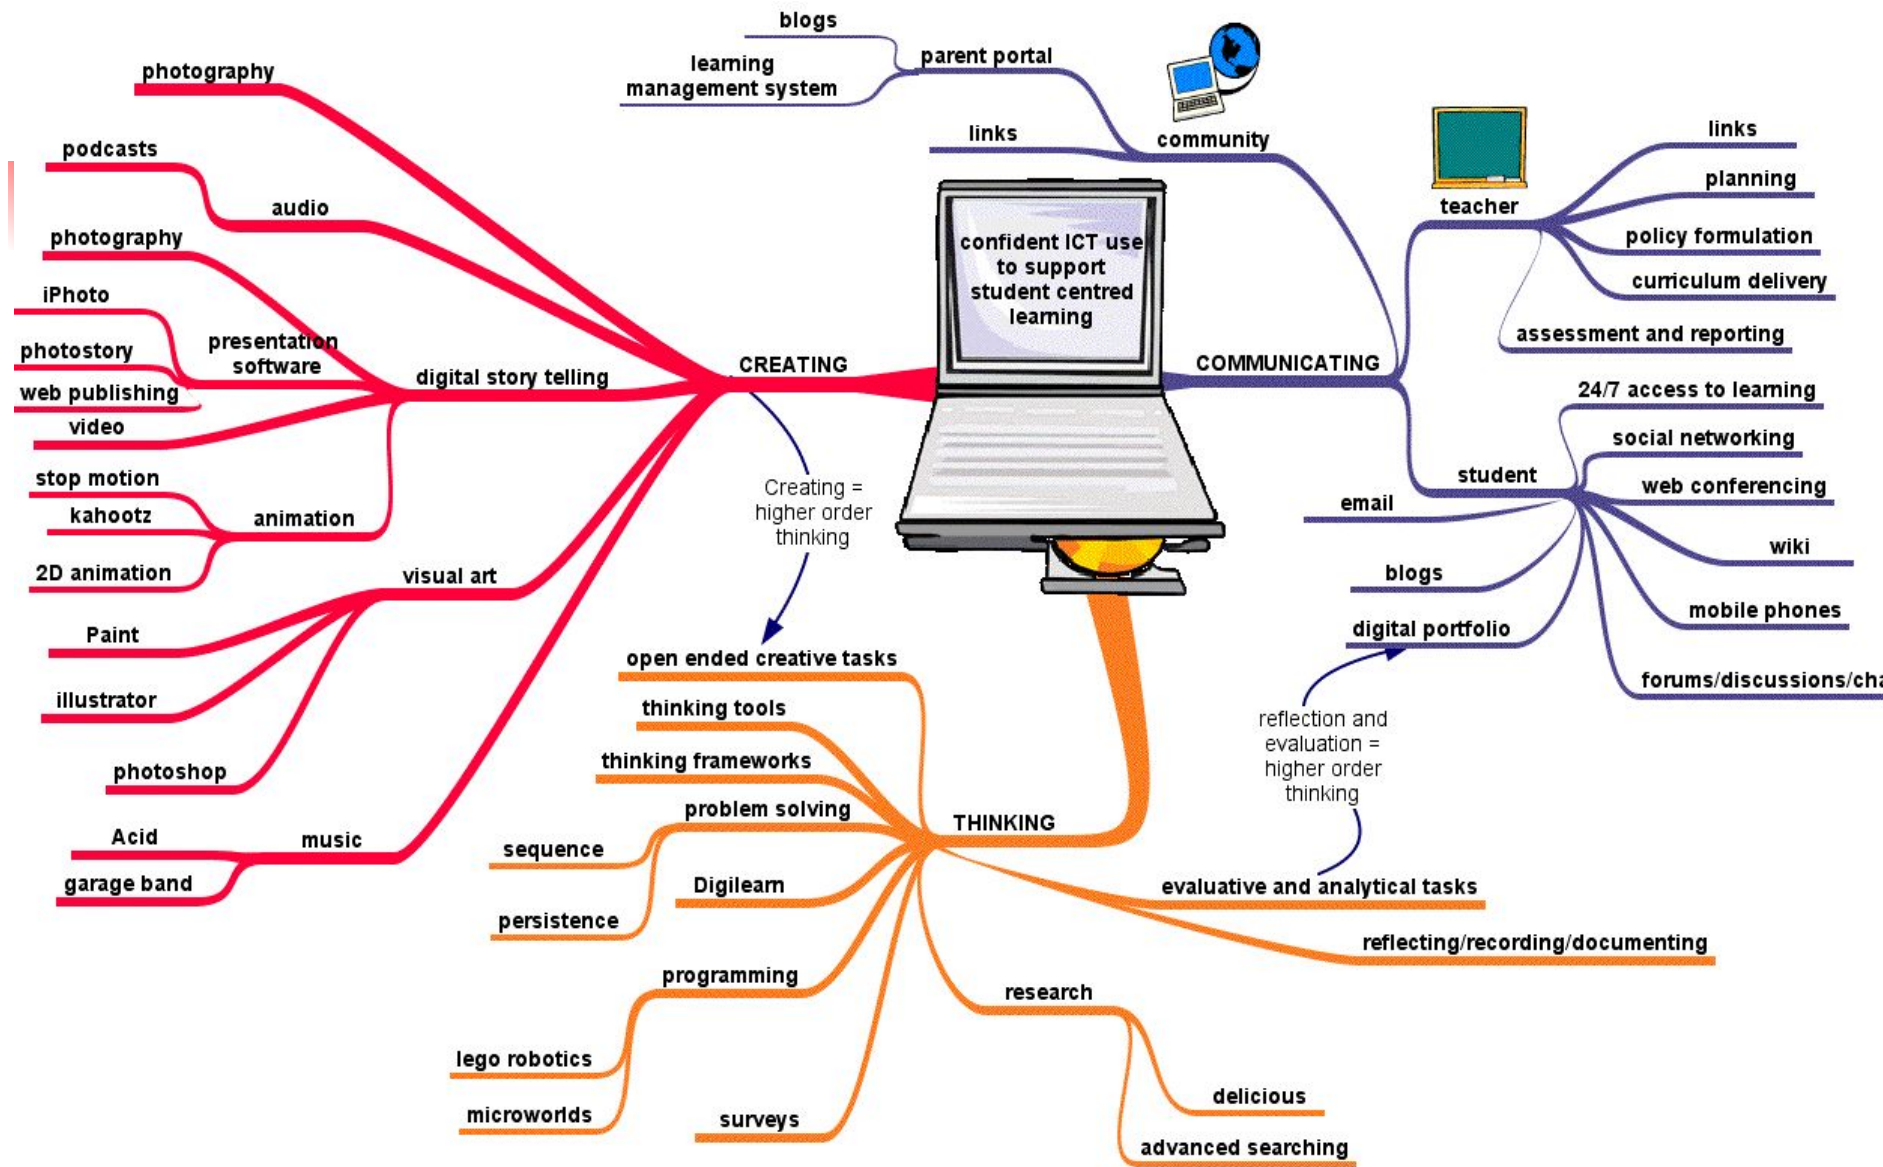 confident ICT use
to support
student centred
learning
CREATING
photography
audio
podcasts
digital story telling
photography
presentation
software
iPhoto
photostory
web publishing
video
animation
stop motion
kahootz
2D animation
visual art
Paint
illustrator
photoshop
music
Acid
garage band
Creating =
higher order
thinking
COMMUNICATING
community
parent portal
blogs
learning
management system
links
teacher
links
planning
policy formulation
curriculum delivery
assessment and reporting
student
24/7 access to learning
social networking
web conferencing
wiki
mobile phones
forums/discussions/cha
email
blogs
digital portfolio
reflection and
evaluation =
higher order
thinking
THINKING
open ended creative tasks
thinking tools
thinking frameworks
problem solving
sequence
persistence
Digilearn
programming
lego robotics
microworlds
surveys
research
delicious
advanced searching
evaluative and analytical tasks
reflecting/recording/documenting